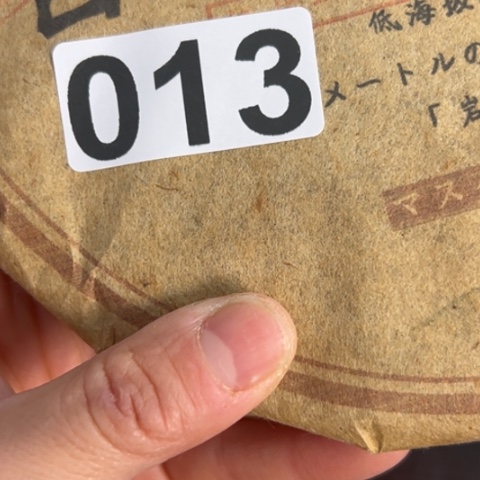 013
低海抜
メートルの
「岩
マス